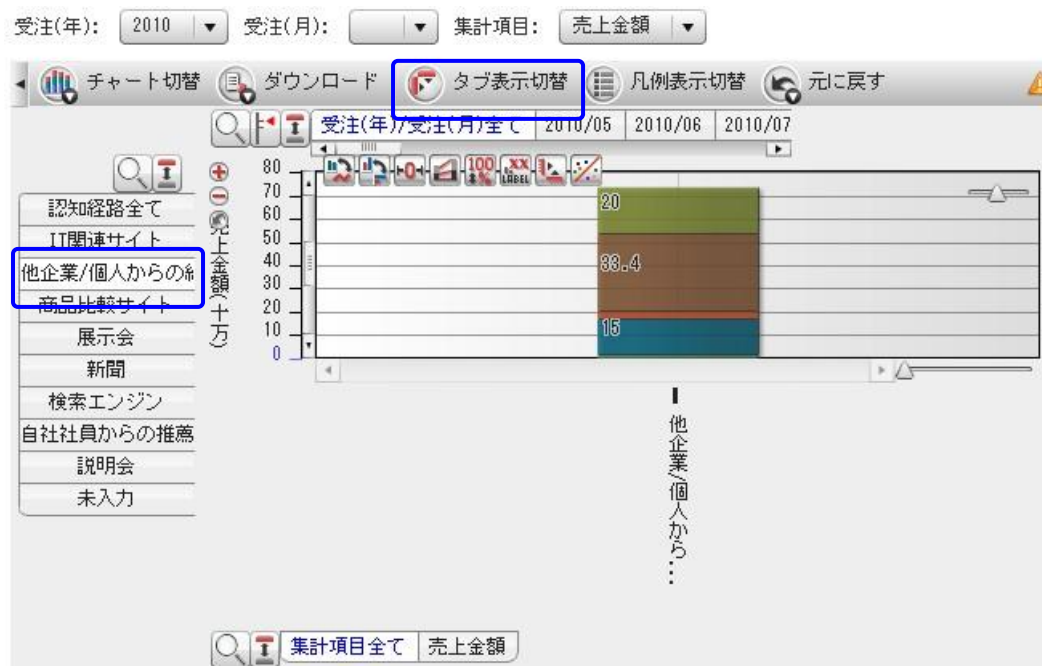 受注(年): 2010 受注(月): 集計項目: 売上金額
チャート切替 ダウンロード タブ表示切替 凡例表示切替 元に戻す
受注(年)/受注(月)全て 2010/05 2010/06 2010/07
認知経路全て
IT関連サイト
他企業/個人からの
商品比較サイト
展示会
新聞
検索エンジン
自社社員からの推薦
説明会
未入力
売上金額(十万)
80
70
60
50
40
30
20
10
0
100%
XX LABEL
20
33.4
15
他企業/個人から…
集計項目全て 売上金額